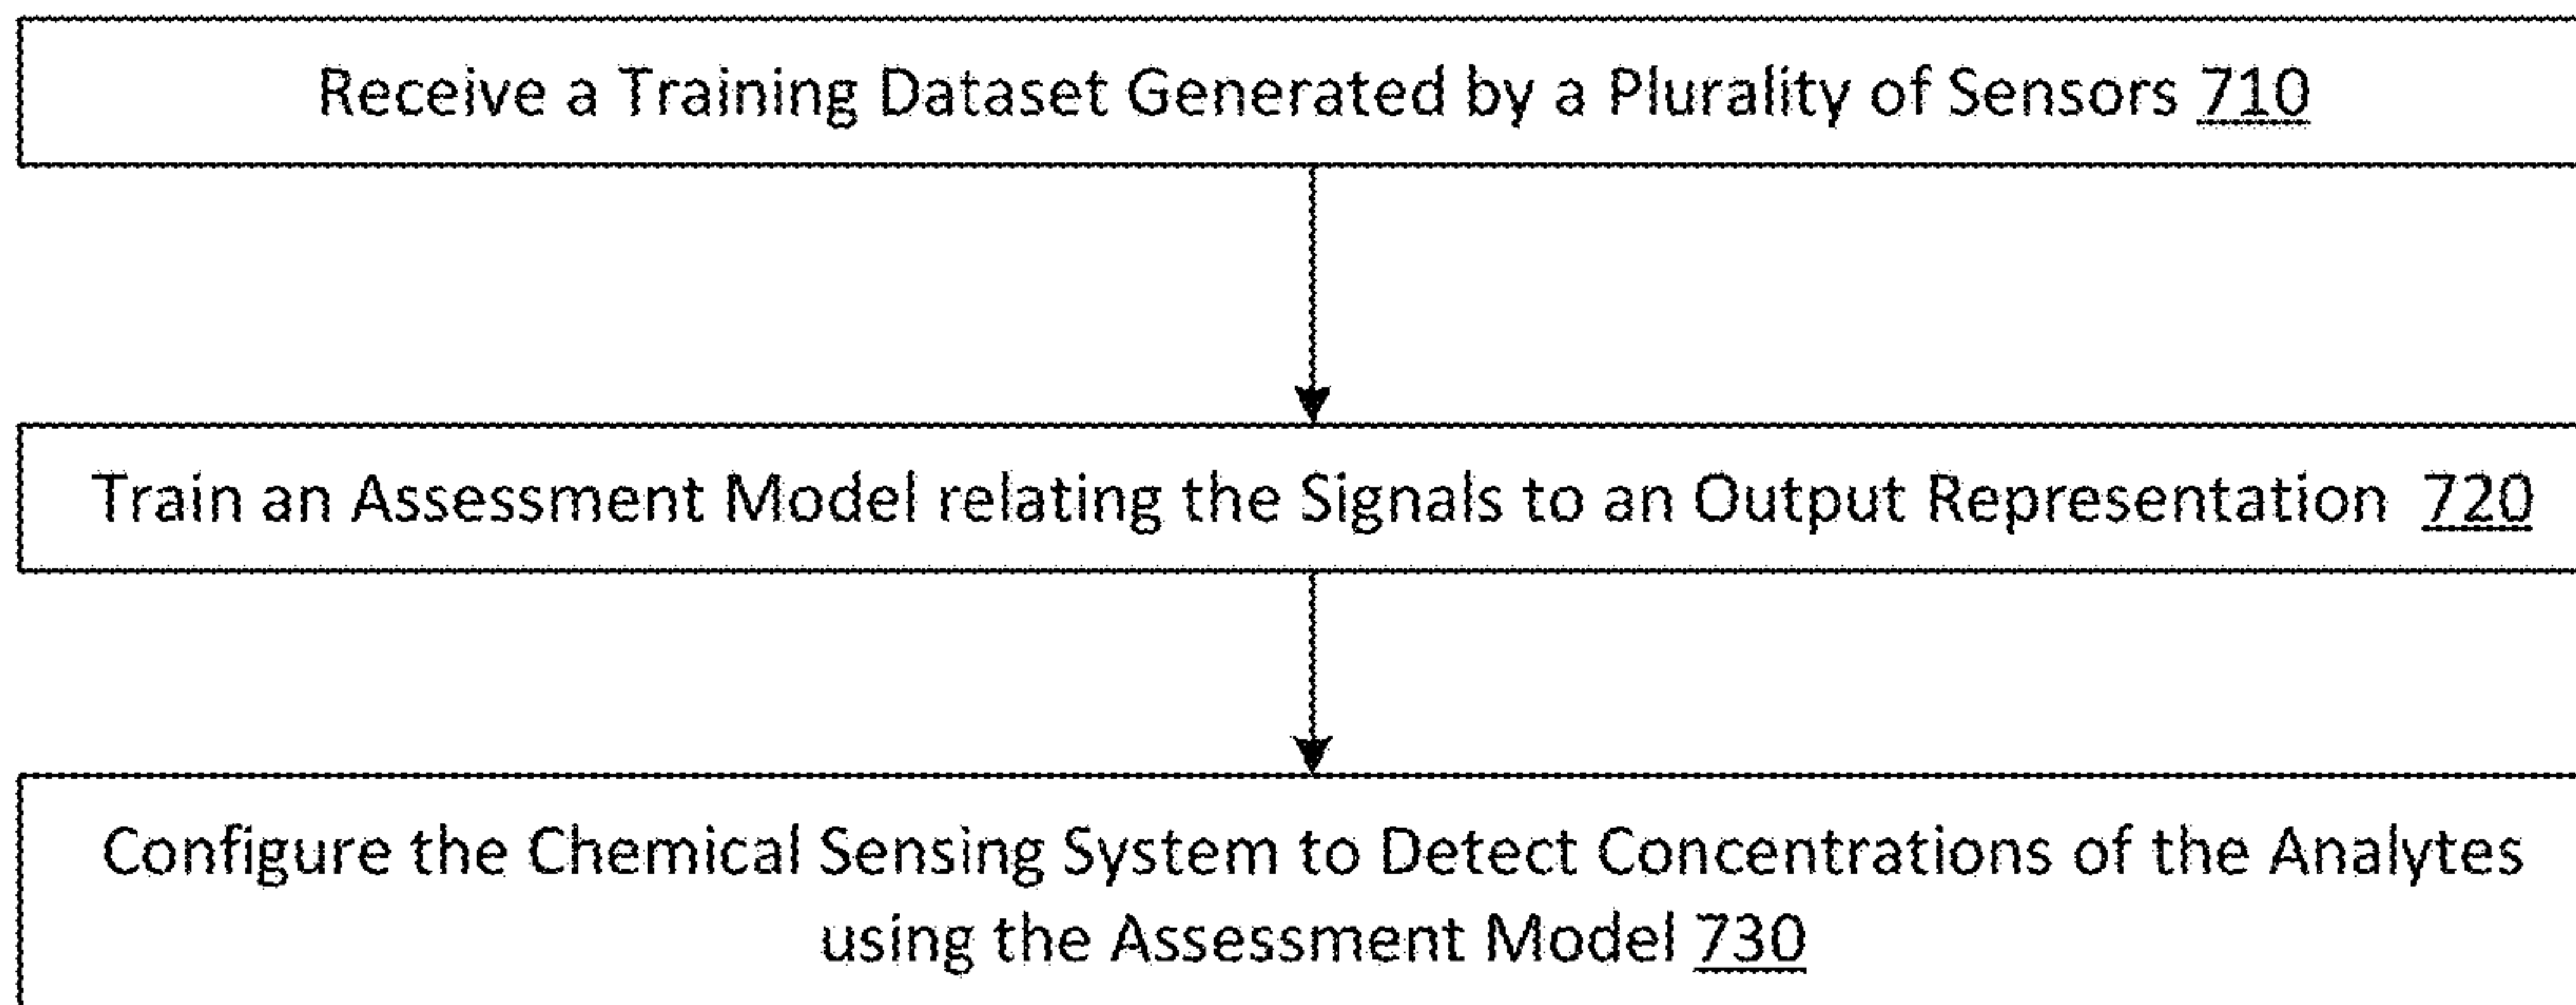 Receive a Training Dataset Generated by a Plurality of Sensors 710
Train an Assessment Model relating the Signals to an Output Representation 720
Configure the Chemical Sensing System to Detect Concentrations of the Analytes
using the Assessment Model 730